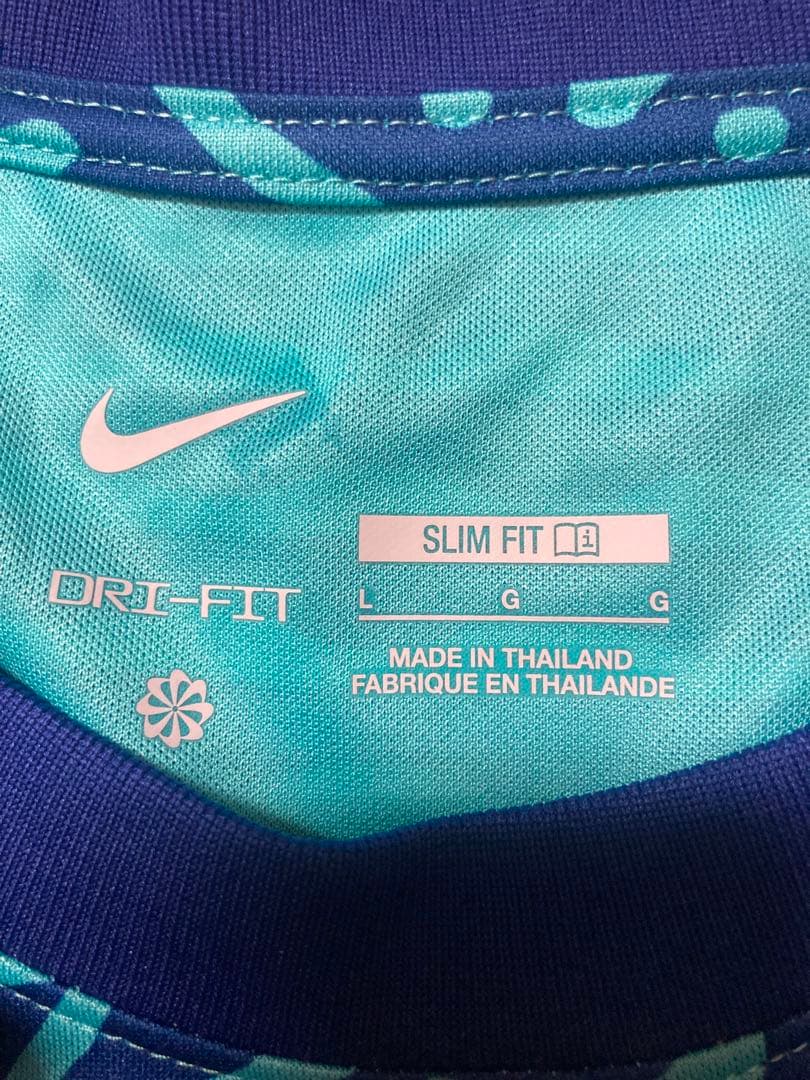 SLIM FIT i
DRI-FIT
L G G
MADE IN THAILAND
FABRIQUE EN THAILANDE